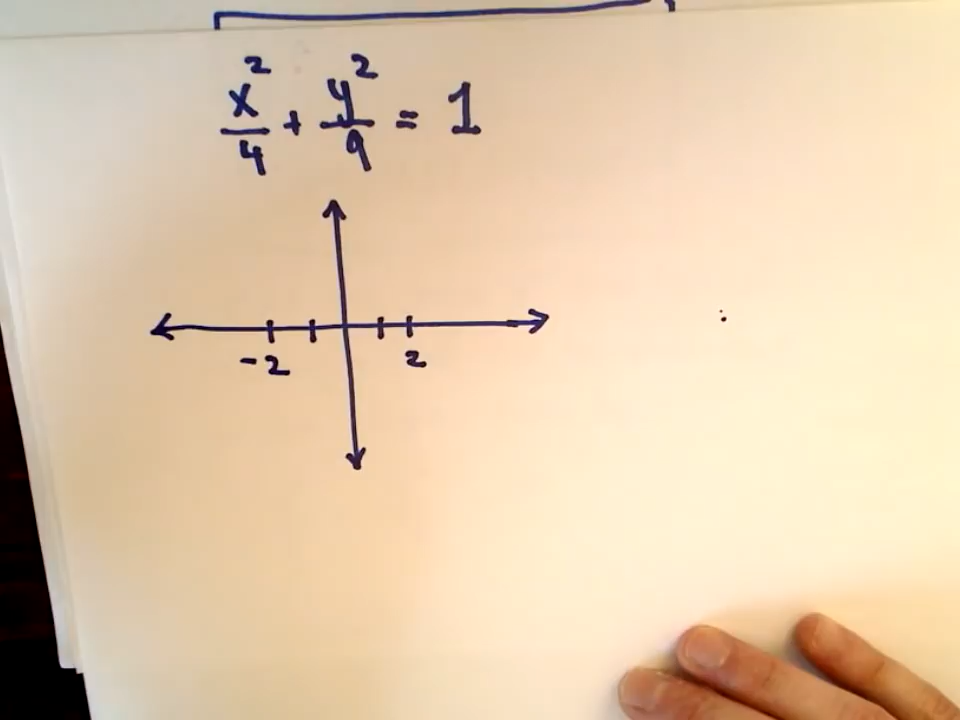 x²/4 + y²/9 = 1
-2 2